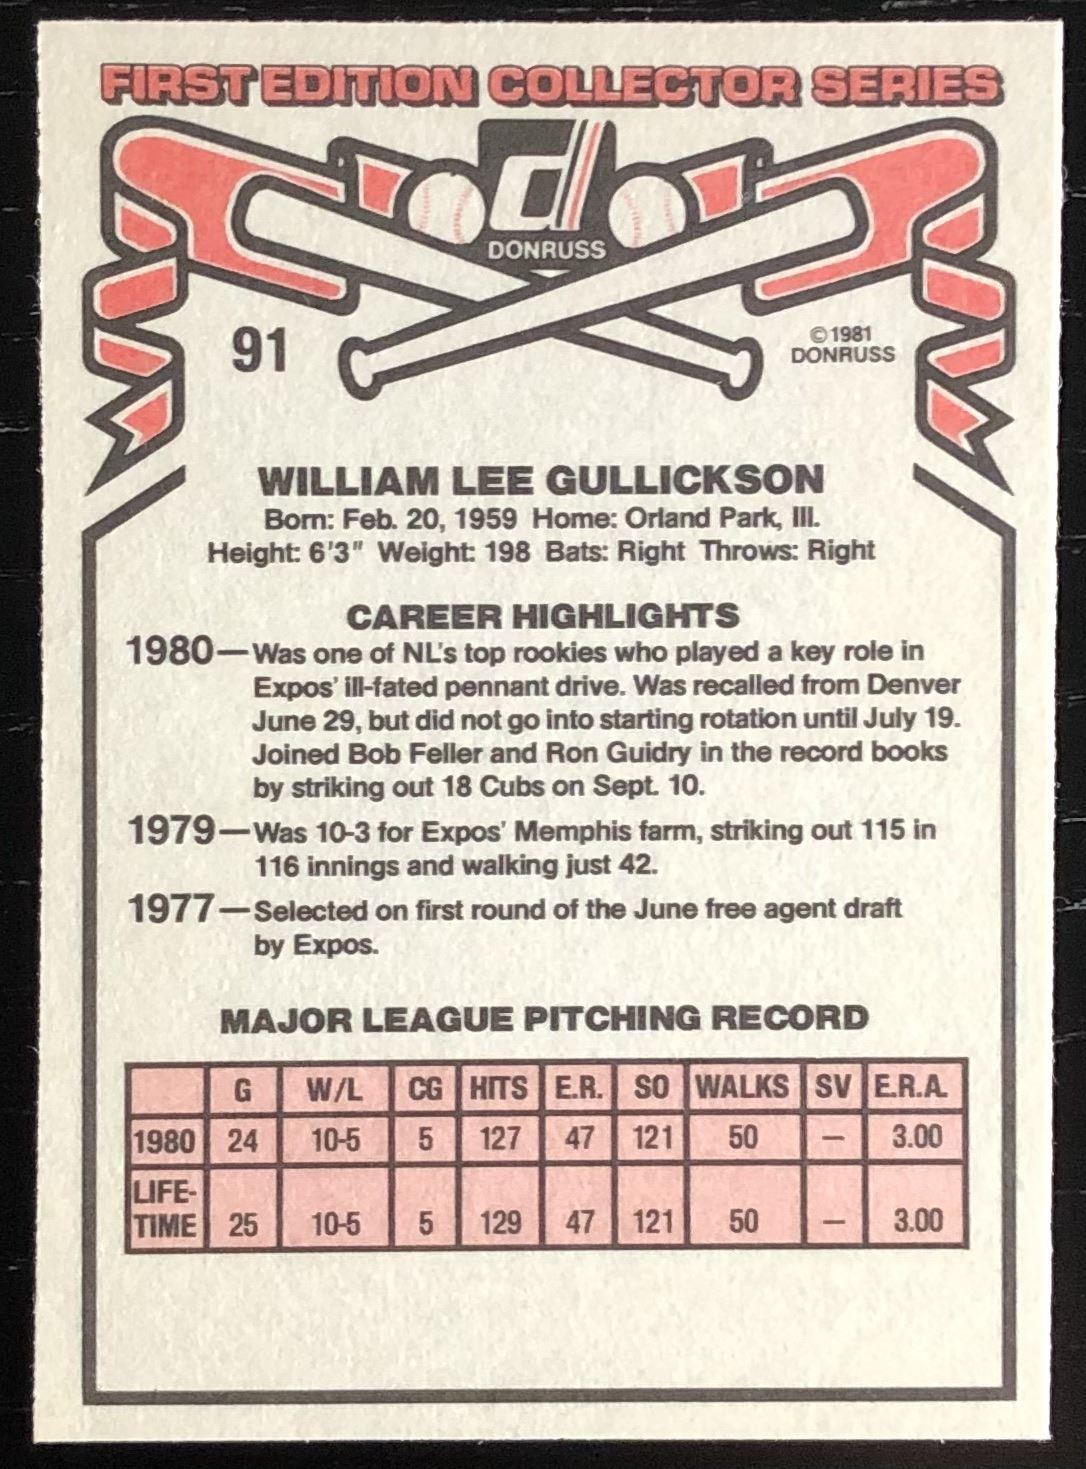 FIRST EDITION COLLECTOR SERIES
d
DONRUSS
91
©1981
DONRUSS
WILLIAM LEE GULLICKSON
Born: Feb. 20, 1959 Home: Orland Park, Ill.
Height: 6'3" Weight: 198 Bats: Right Throws: Right
CAREER HIGHLIGHTS
1980—Was one of NL's top rookies who played a key role in
Expos' ill-fated pennant drive. Was recalled from Denver
June 29, but did not go into starting rotation until July 19.
Joined Bob Feller and Ron Guidry in the record books
by striking out 18 Cubs on Sept. 10.
1979—Was 10-3 for Expos' Memphis farm, striking out 115 in
116 innings and walking just 42.
1977—Selected on first round of the June free agent draft
by Expos.
MAJOR LEAGUE PITCHING RECORD
G W/L CG HITS E.R. SO WALKS SV E.R.A.
1980 24 10-5 5 127 47 121 50 — 3.00
LIFE-
TIME 25 10-5 5 129 47 121 50 — 3.00